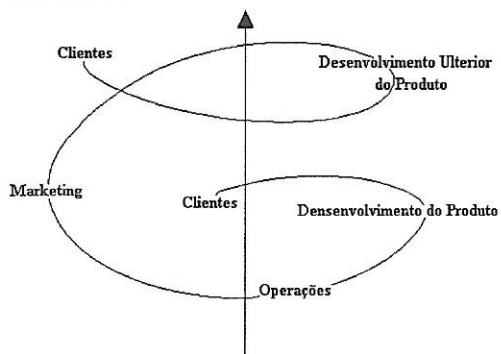 Clientes
Desenvolvimento Ulterior
do Produto
Marketing
Clientes
Densenvolvimento do Produto
Operações